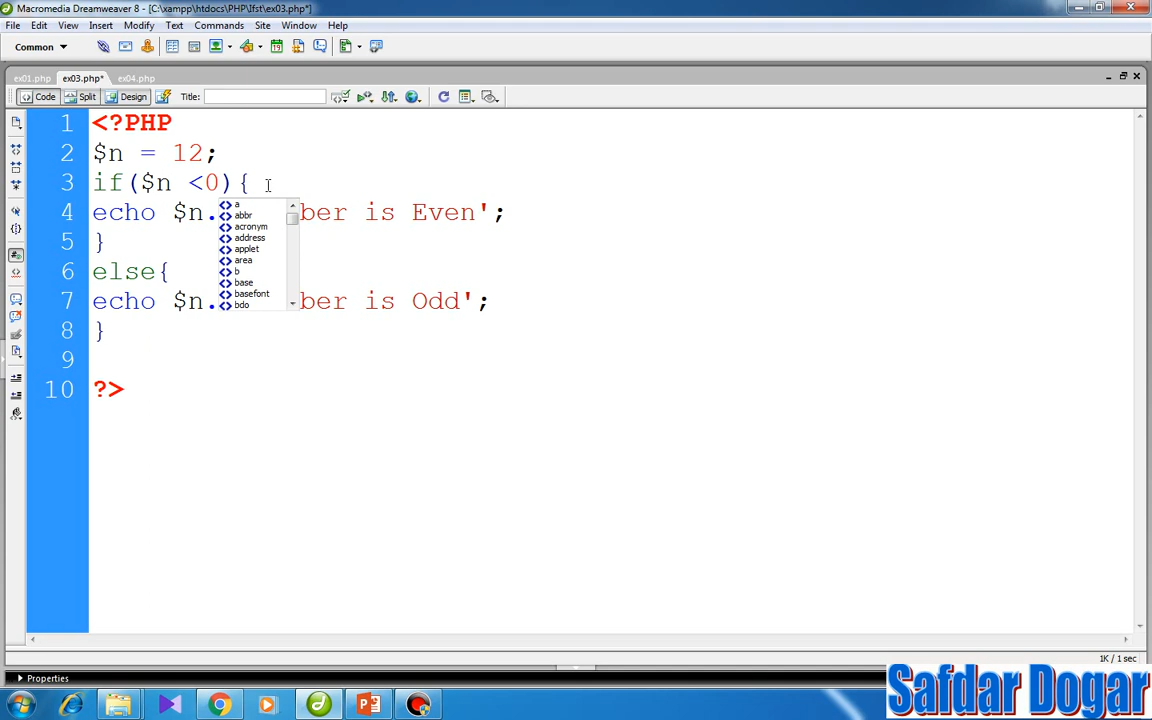 Macromedia Dreamweaver 8 - [C:\xampp\htdocs\PHP\Ifst\ex03.php*]
File Edit View Insert Modify Text Commands Site Window Help
Common
ex01.php ex03.php* ex04.php
Code Split Design Title:
1 <?PHP
2 $n = 12;
3 if($n <0){
4 echo $n. ber is Even';
5 }
6 else{
7 echo $n. ber is Odd';
8 }
9
10 ?>
a
abbr
acronym
address
applet
area
b
base
basefont
bdo
1K / 1 sec
Properties
Safdar Dogar